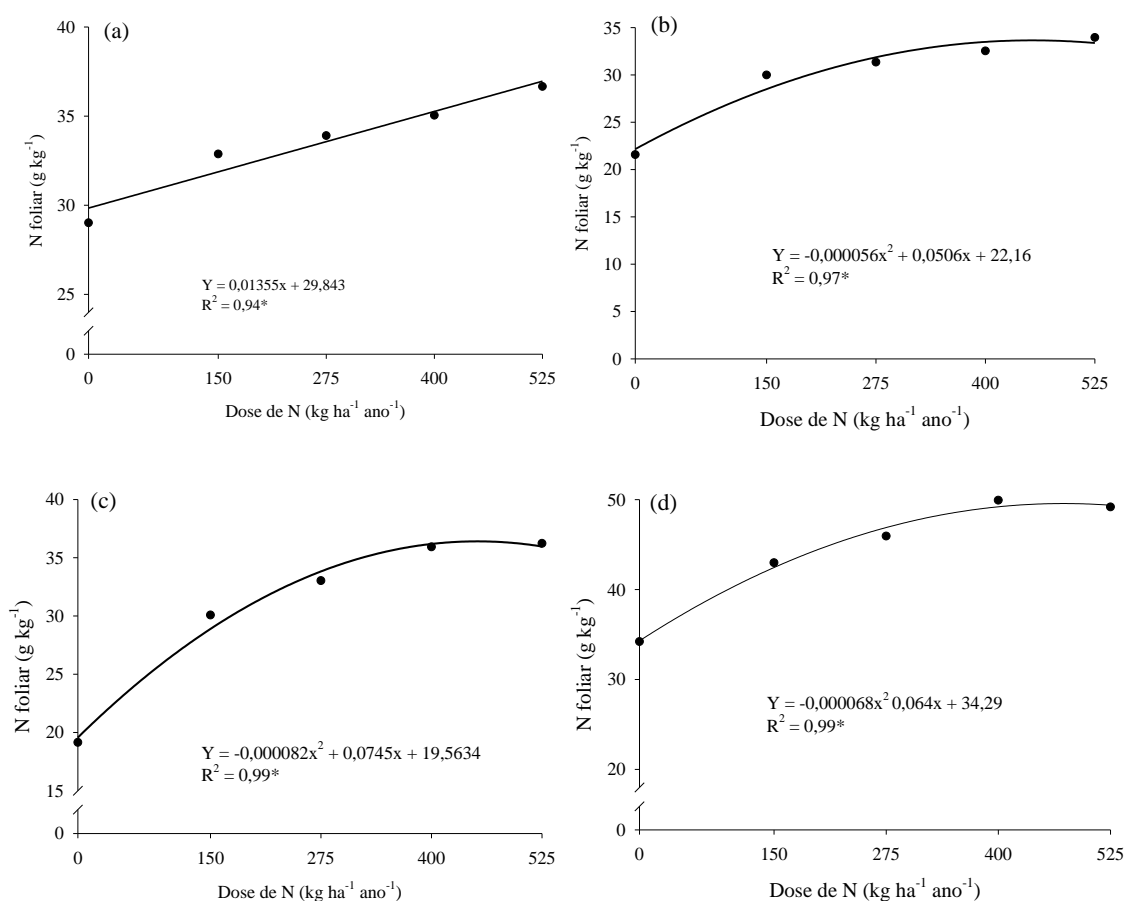 (a)
40
35
30
25
0
N foliar (g kg⁻¹)
Y = 0,01355x + 29,843
R² = 0,94*
0 150 275 400 525
Dose de N (kg ha⁻¹ ano⁻¹)
(b)
35
30
25
20
15
10
5
0
N foliar (g kg⁻¹)
Y = -0,000056x² + 0,0506x + 22,16
R² = 0,97*
0 150 275 400 525
Dose de N (kg ha⁻¹ ano⁻¹)
(c)
40
35
30
25
20
15
0
N foliar (g kg⁻¹)
Y = -0,000082x² + 0,0745x + 19,5634
R² = 0,99*
0 150 275 400 525
Dose de N (kg ha⁻¹ ano⁻¹)
(d)
50
40
30
20
0
N foliar (g kg⁻¹)
Y = -0,000068x² 0,064x + 34,29
R² = 0,99*
0 150 275 400 525
Dose de N (kg ha⁻¹ ano⁻¹)